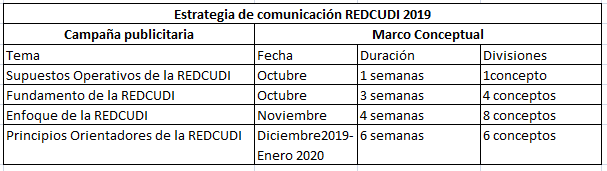 Estrategia de comunicación REDCUDI 2019
Campaña publicitaria Marco Conceptual
Tema Fecha Duración Divisiones
Supuestos Operativos de la REDCUDI Octubre 1 semanas 1concepto
Fundamento de la REDCUDI Octubre 3 semanas 4 conceptos
Enfoque de la REDCUDI Noviembre 4 semanas 8 conceptos
Principios Orientadores de la REDCUDI Diciembre2019- 6 semanas 6 conceptos
Enero 2020